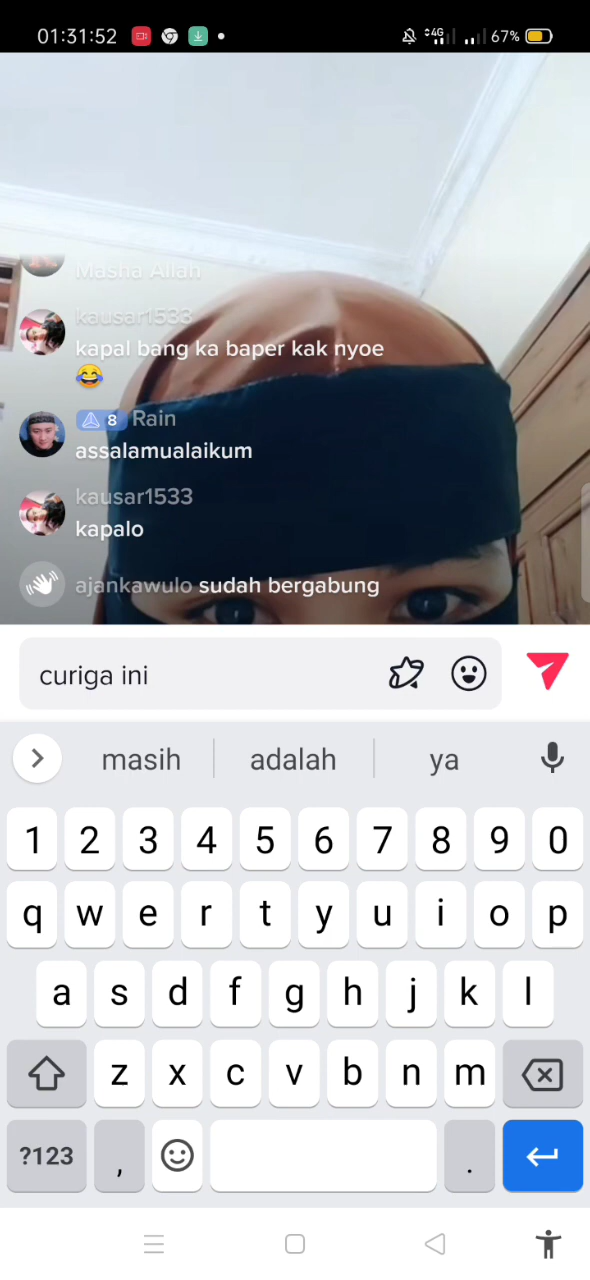 01:31:52
4G
67%
Masha Allah
kausar1533
kapal bang ka baper kak nyoe
😂
8 Rain
assalamualaikum
kausar1533
kapalo
ajankawulo sudah bergabung
curiga ini
masih adalah ya
1 2 3 4 5 6 7 8 9 0
q w e r t y u i o p
a s d f g h j k l
z x c v b n m
?123 , .